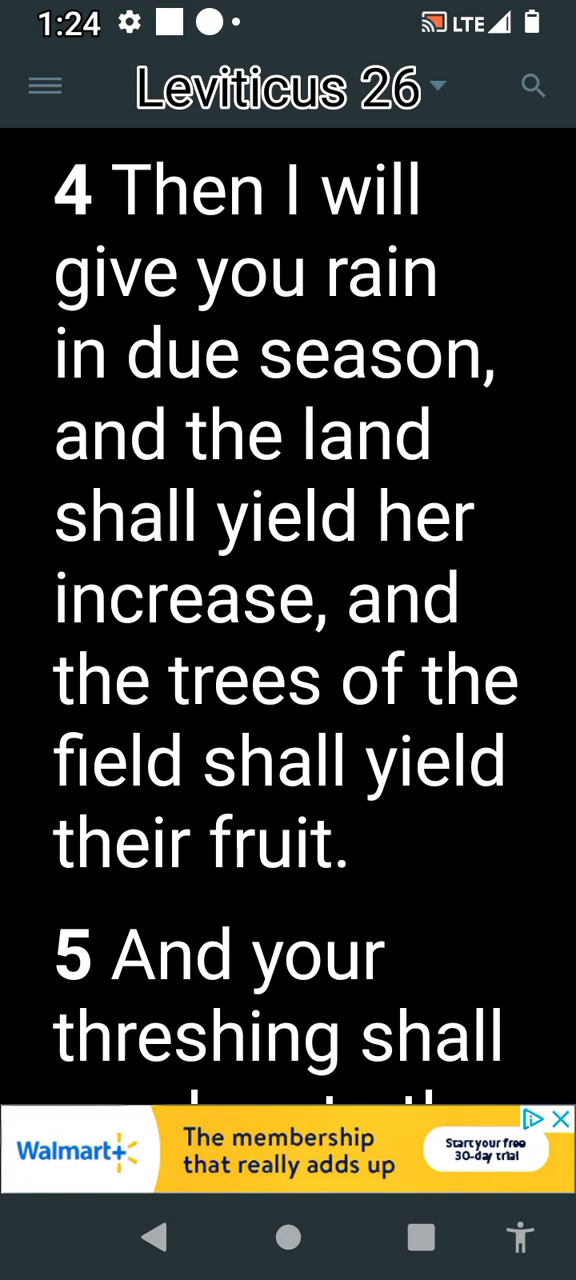 1:24 LTE
Leviticus 26
4 Then I will
give you rain
in due season,
and the land
shall yield her
increase, and
the trees of the
field shall yield
their fruit.
5 And your
threshing shall
Walmart+
The membership
that really adds up
Start your free
30-day trial